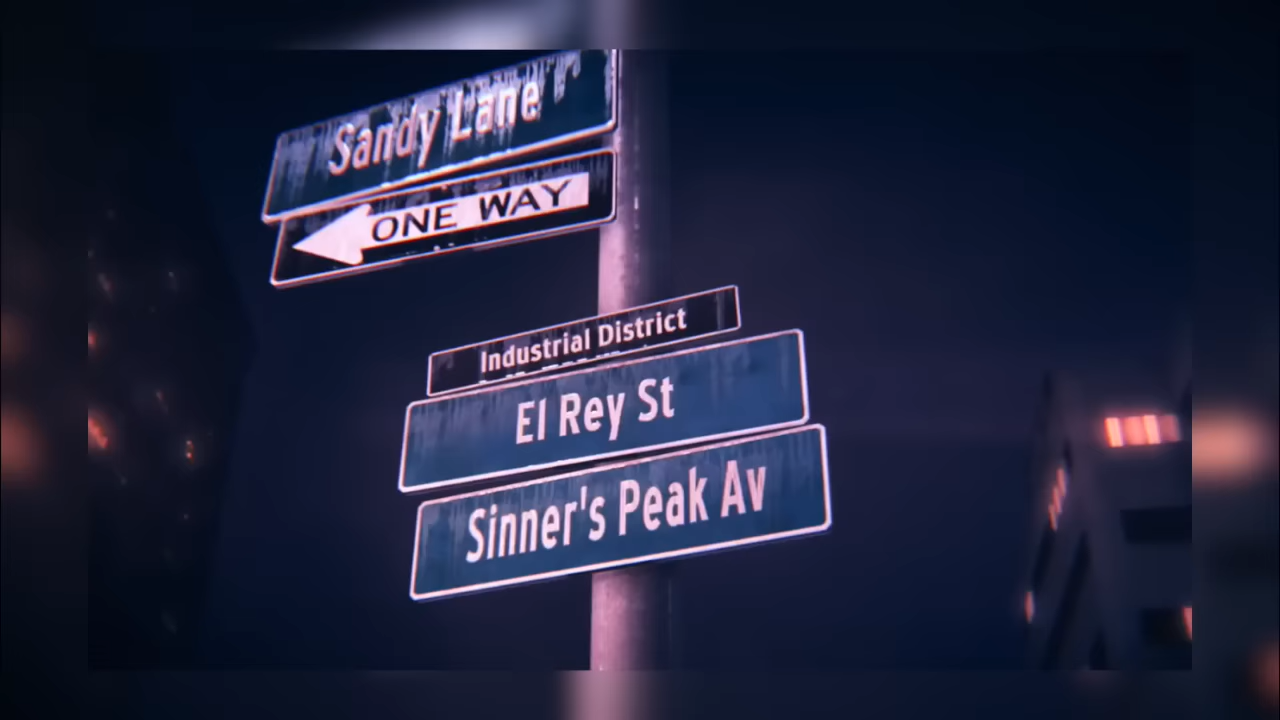 Sandy Lane
ONE WAY
Industrial District
El Rey St
Sinner's Peak Av